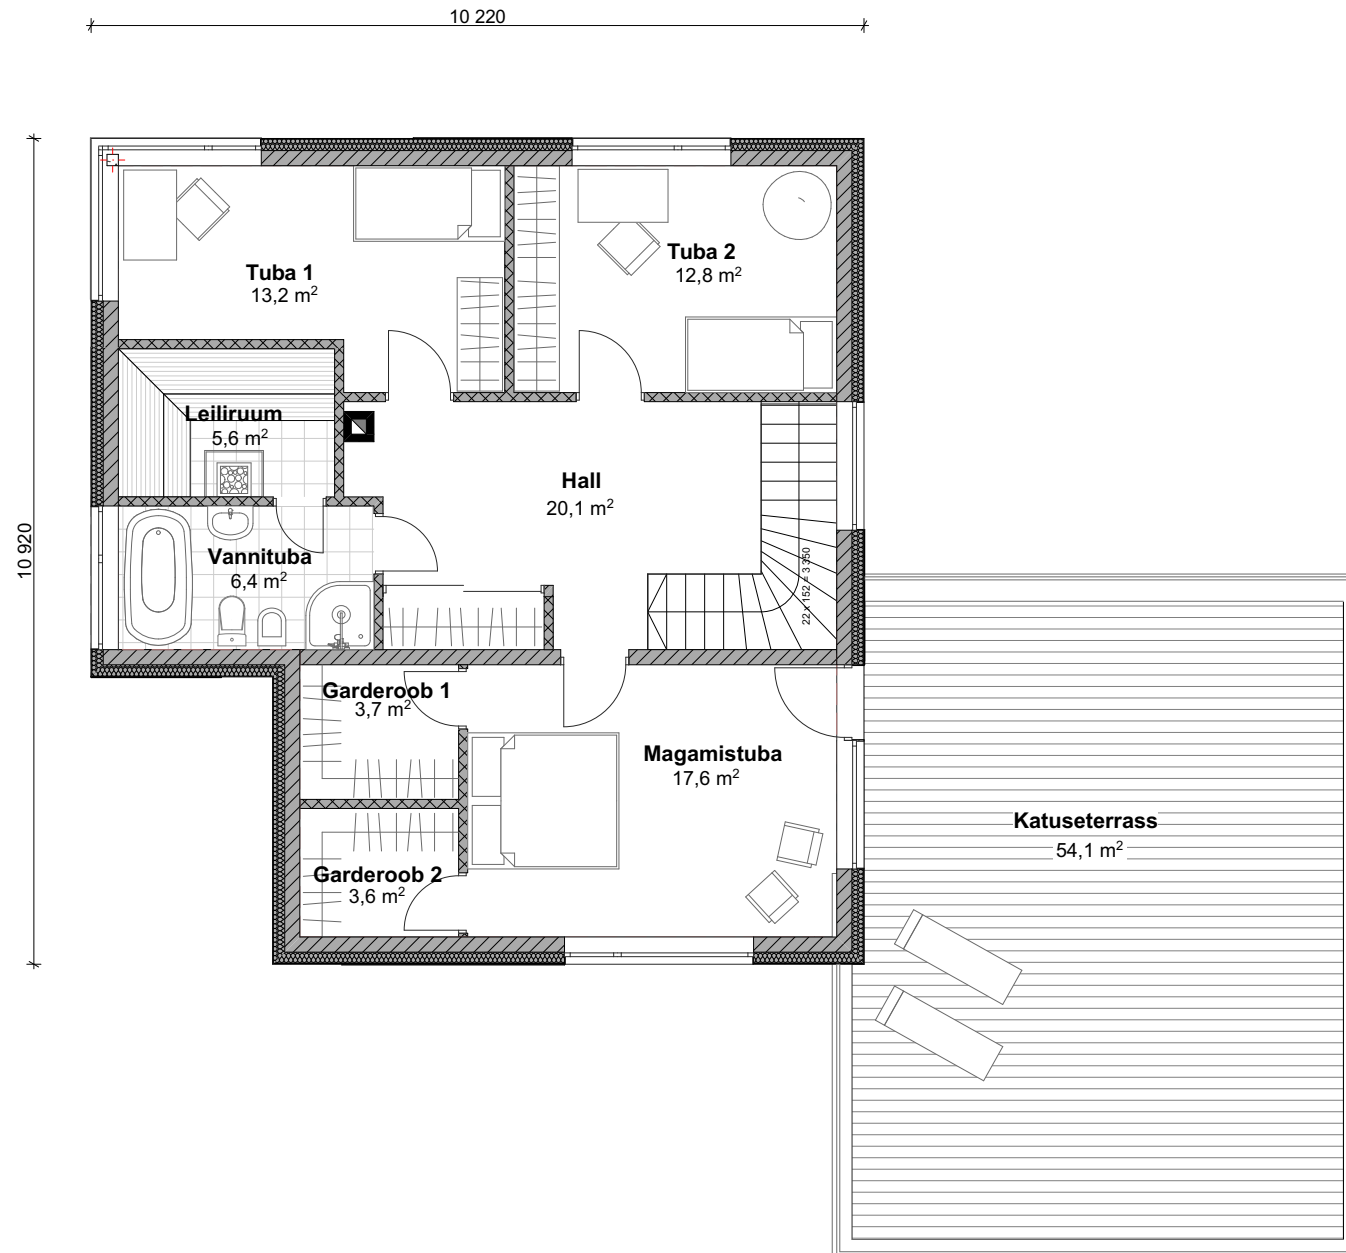 10 220
Tuba 1
13,2 m²
Tuba 2
12,8 m²
Leiliruum
5,6 m²
Hall
20,1 m²
10 920
Vannituba
6,4 m²
22 x 152 = 3 350
Garderoob 1
3,7 m²
Magamistuba
17,6 m²
Katuseterrass
54,1 m²
Garderoob 2
3,6 m²